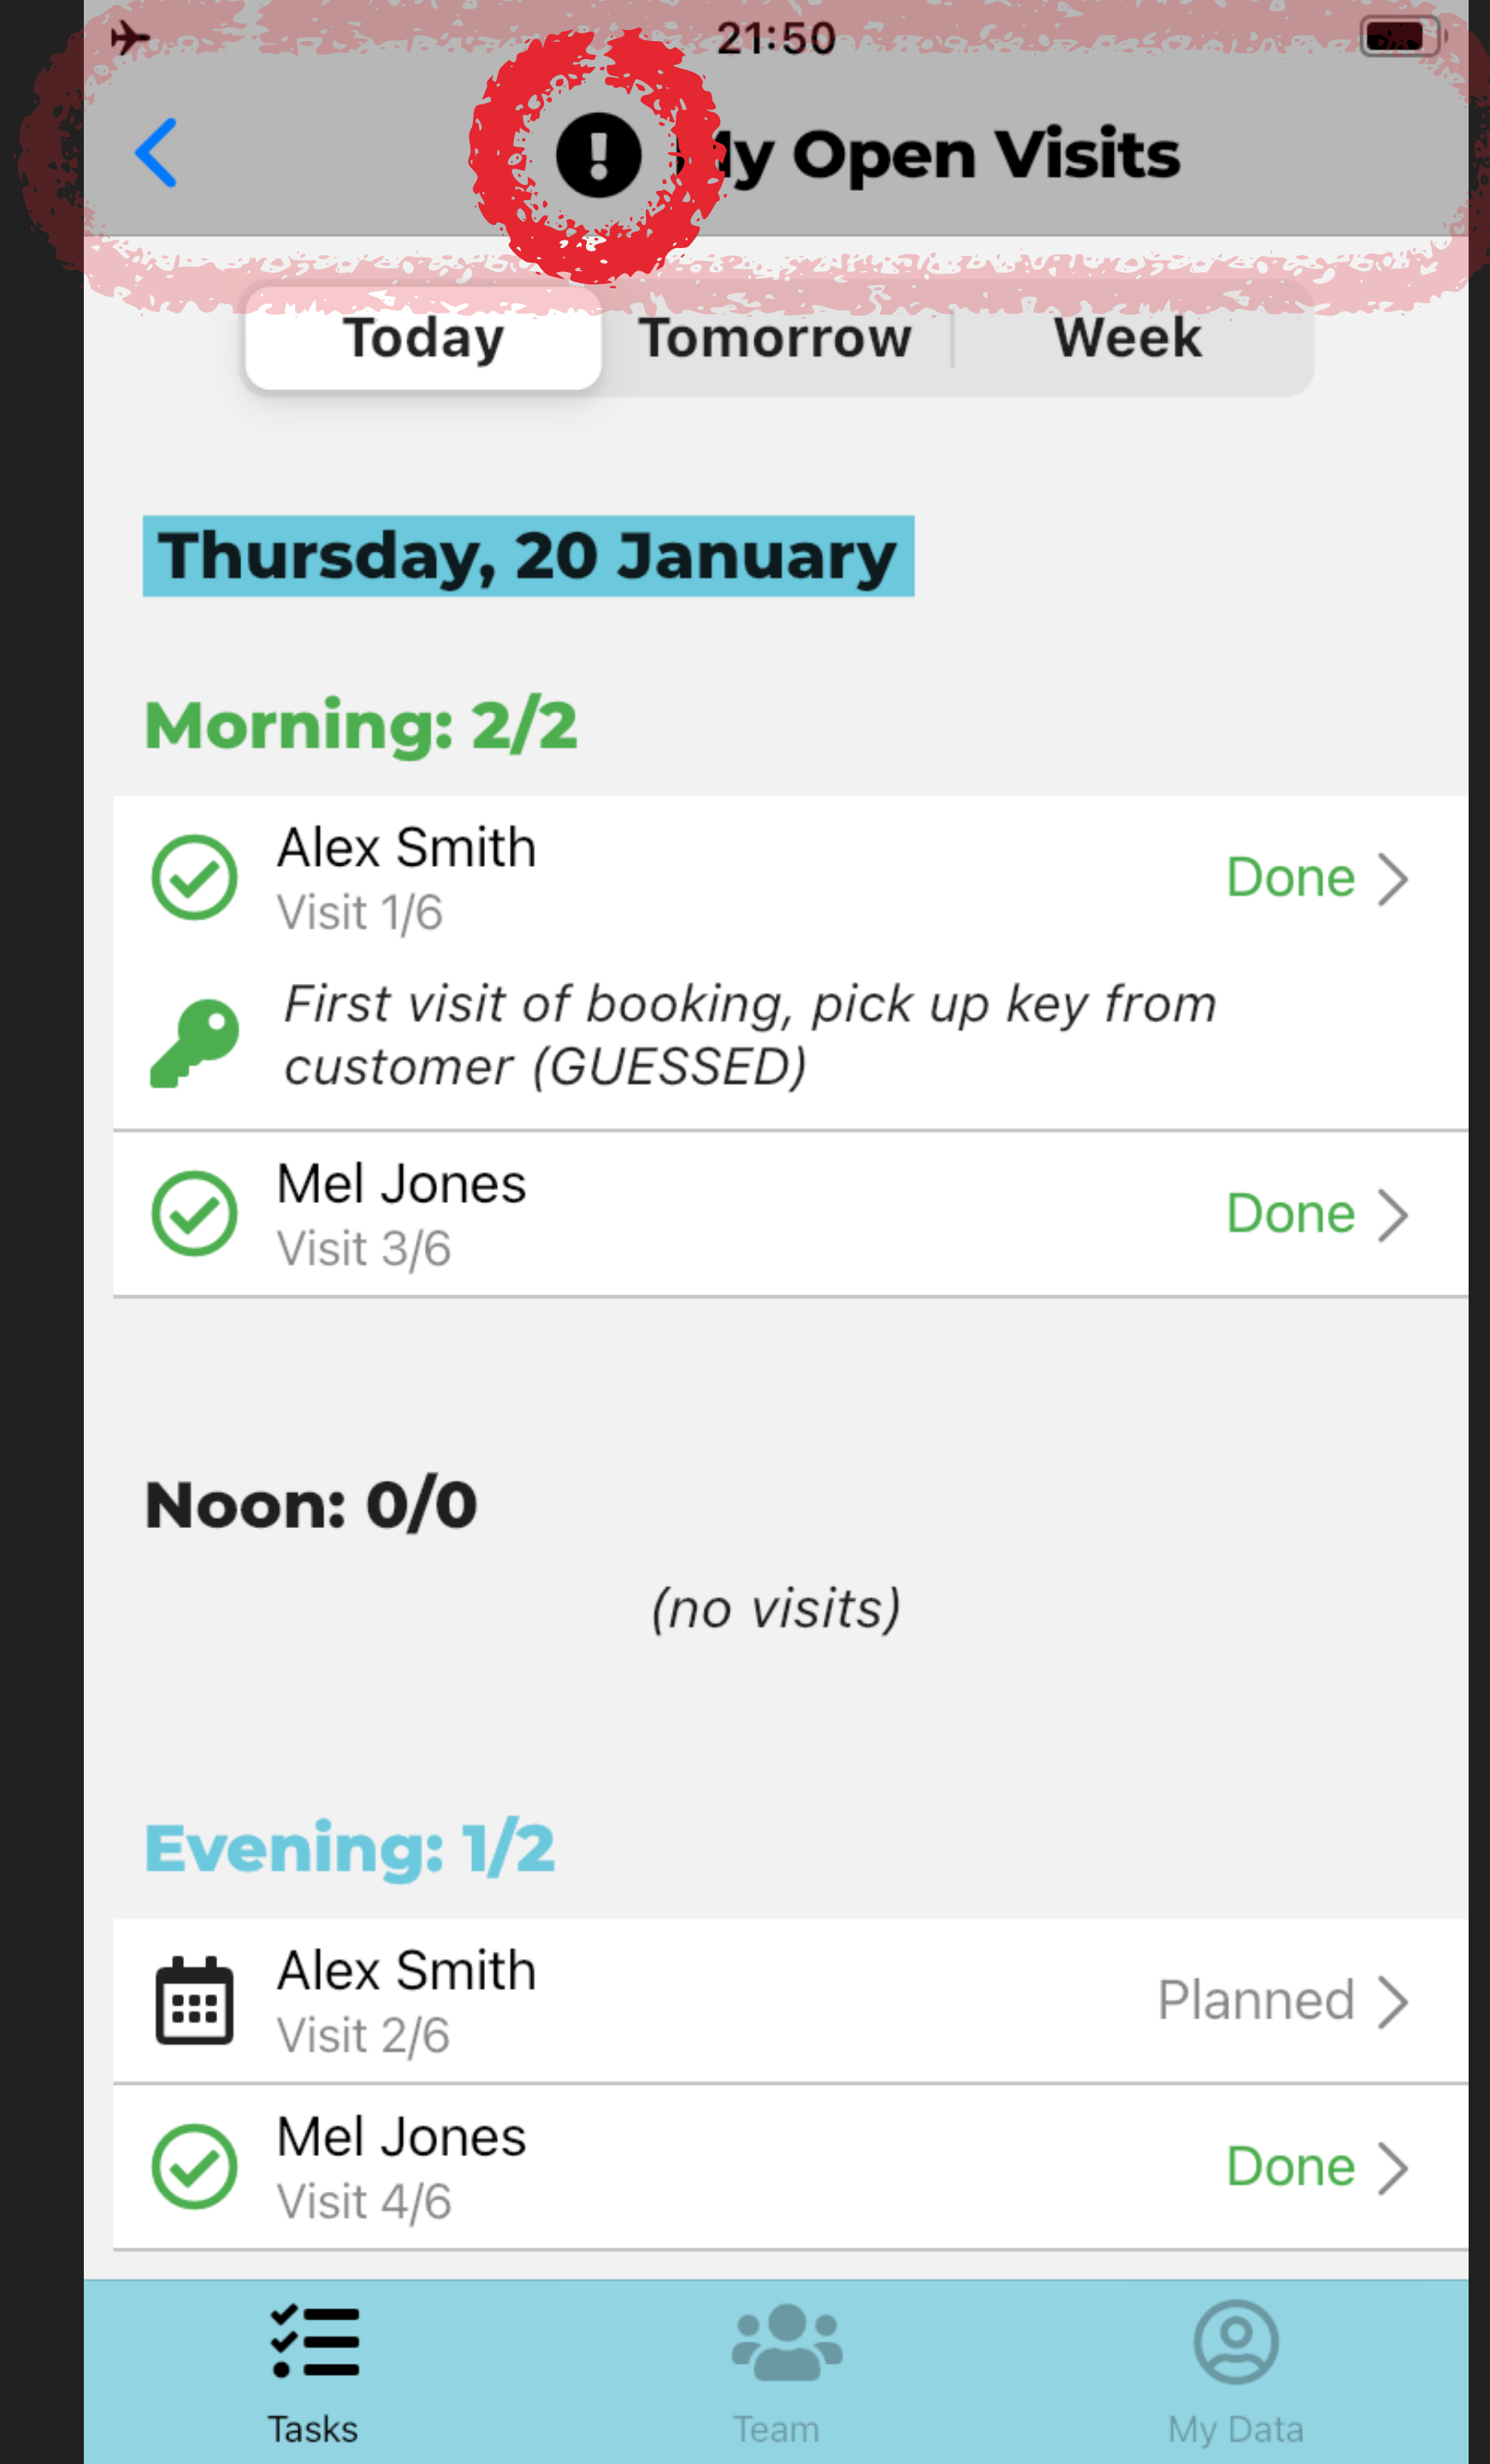 21:50
My Open Visits
Today Tomorrow Week
Thursday, 20 January
Morning: 2/2
Alex Smith
Done
Visit 1/6
First visit of booking, pick up key from
customer (GUESSED)
Mel Jones
Done
Visit 3/6
Noon: 0/0
(no visits)
Evening: 1/2
Alex Smith
Planned
Visit 2/6
Mel Jones
Done
Visit 4/6
Tasks Team My Data